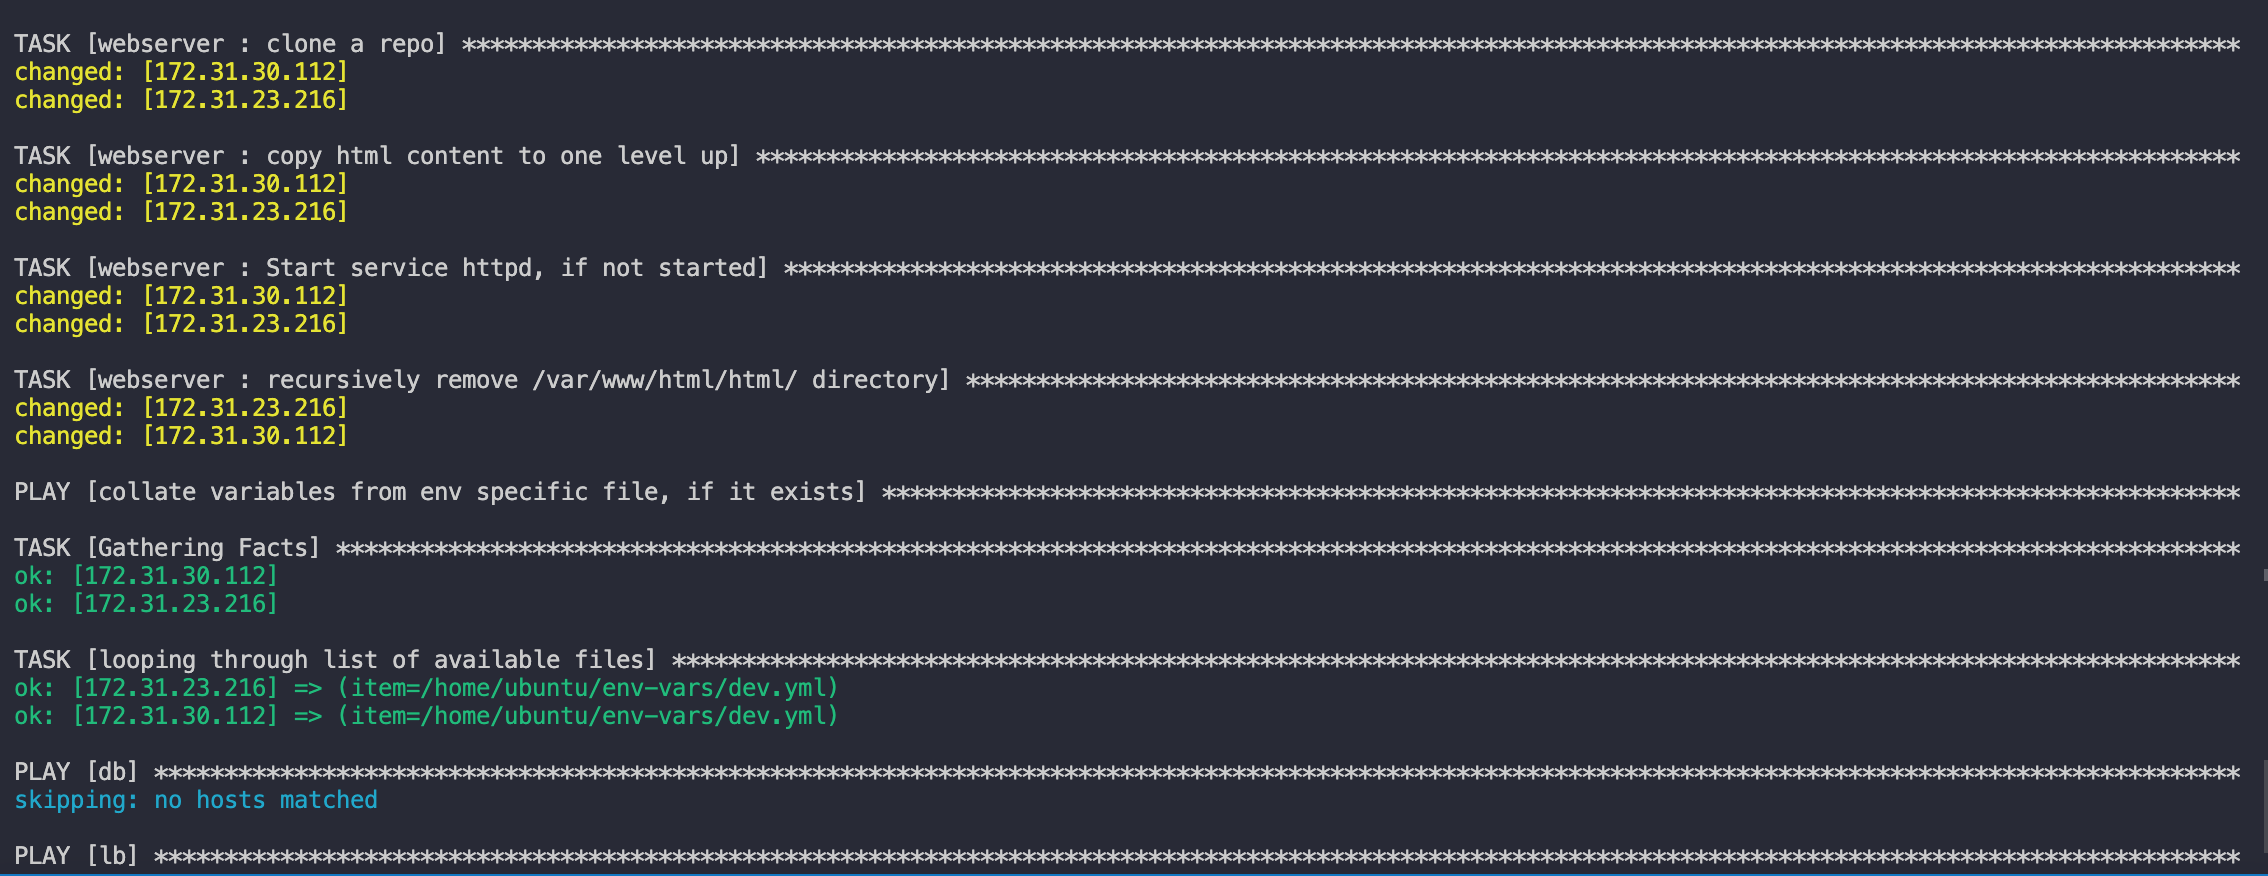 TASK [webserver : clone a repo] *******************************************************************************************************************************
changed: [172.31.30.112]
changed: [172.31.23.216]
TASK [webserver : copy html content to one level up] **********************************************************************************************************
changed: [172.31.30.112]
changed: [172.31.23.216]
TASK [webserver : Start service httpd, if not started] ********************************************************************************************************
changed: [172.31.30.112]
changed: [172.31.23.216]
TASK [webserver : recursively remove /var/www/html/html/ directory] *******************************************************************************************
changed: [172.31.23.216]
changed: [172.31.30.112]
PLAY [collate variables from env specific file, if it exists] *************************************************************************************************
TASK [Gathering Facts] ****************************************************************************************************************************************
ok: [172.31.30.112]
ok: [172.31.23.216]
TASK [looping through list of available files] ****************************************************************************************************************
ok: [172.31.23.216] => (item=/home/ubuntu/env-vars/dev.yml)
ok: [172.31.30.112] => (item=/home/ubuntu/env-vars/dev.yml)
PLAY [db] *****************************************************************************************************************************************************
skipping: no hosts matched
PLAY [lb] *****************************************************************************************************************************************************